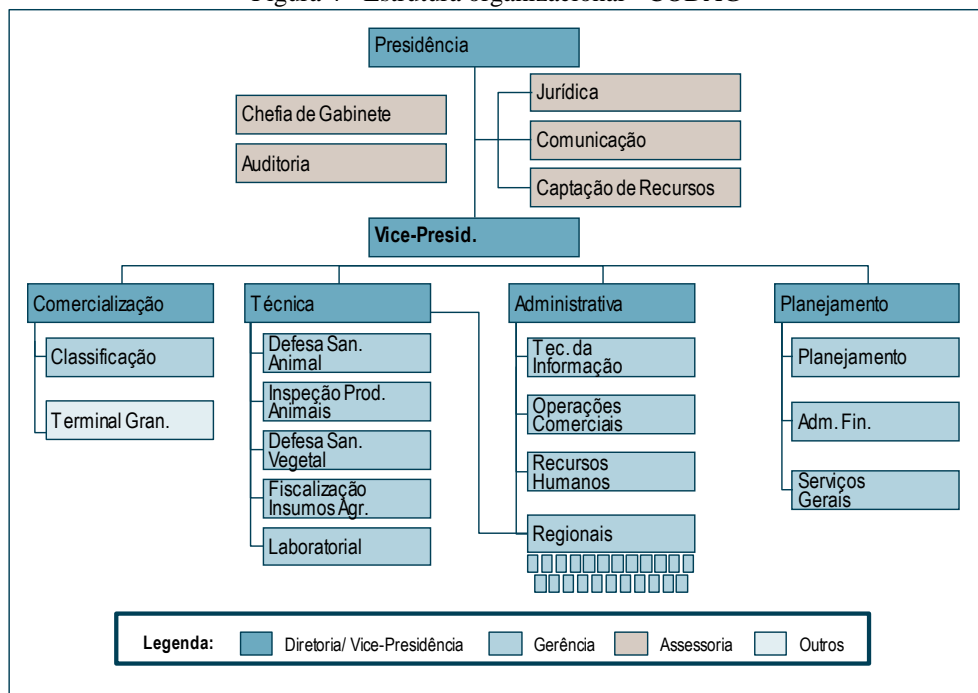 Presidência
Jurídica
Chefia de Gabinete
Comunicação
Auditoria
Captação de Recursos
Vice-Presid.
Comercialização
Técnica
Administrativa
Planejamento
Classificação
Terminal Gran.
Defesa San.
Animal
Inspeção Prod.
Animais
Defesa San.
Vegetal
Fiscalização
Insumos Agr.
Laboratorial
Tec. da
Informação
Operações
Comerciais
Recursos
Humanos
Regionais
Planejamento
Adm. Fin.
Serviços
Gerais
Legenda: Diretoria/ Vice-Presidência Gerência Assessoria Outros